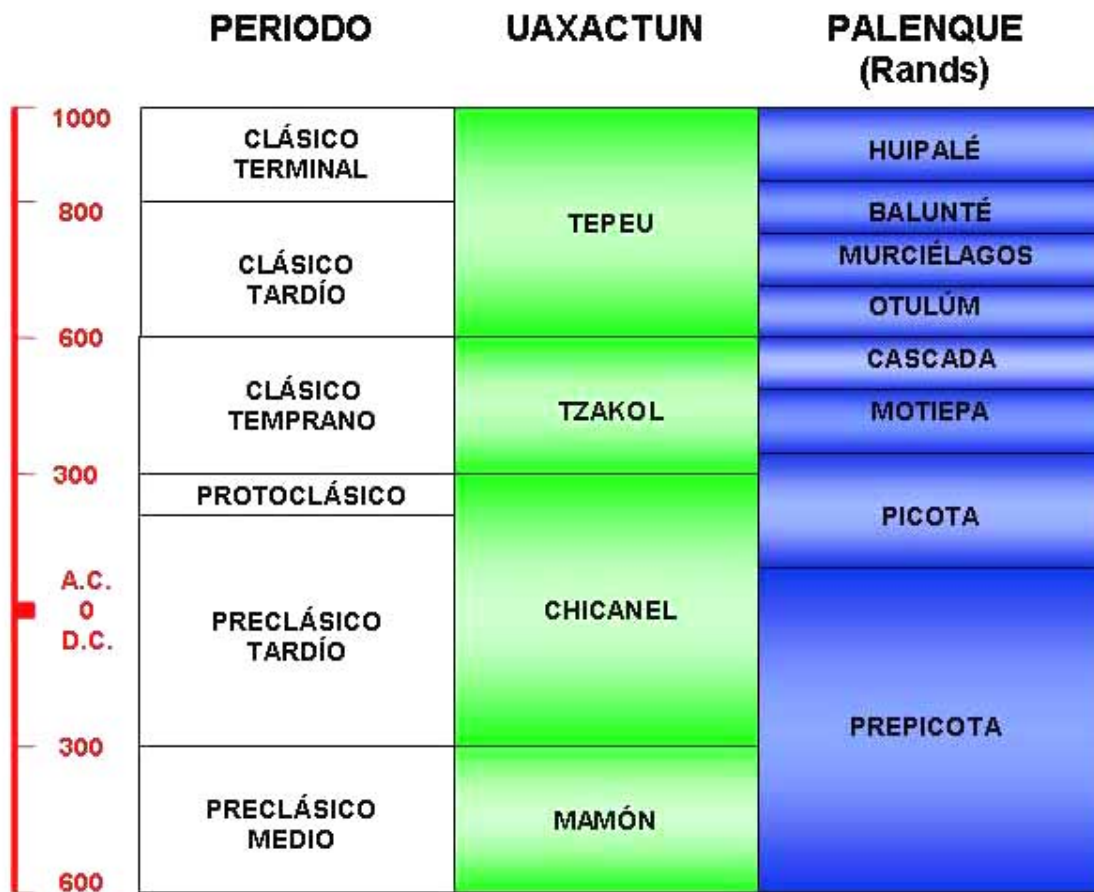 PERIODO
UAXACTUN
PALENQUE
(Rands)
1000
800
600
300
A.C.
0
D.C.
300
600
CLÁSICO
TERMINAL
CLÁSICO
TARDÍO
CLÁSICO
TEMPRANO
PROTOCLÁSICO
PRECLÁSICO
TARDÍO
PRECLÁSICO
MEDIO
TEPEU
TZAKOL
CHICANEL
MAMÓN
HUIPALÉ
BALUNTÉ
MURCIÉLAGOS
OTULÚM
CASCADA
MOTIEPA
PICOTA
PREPICOTA